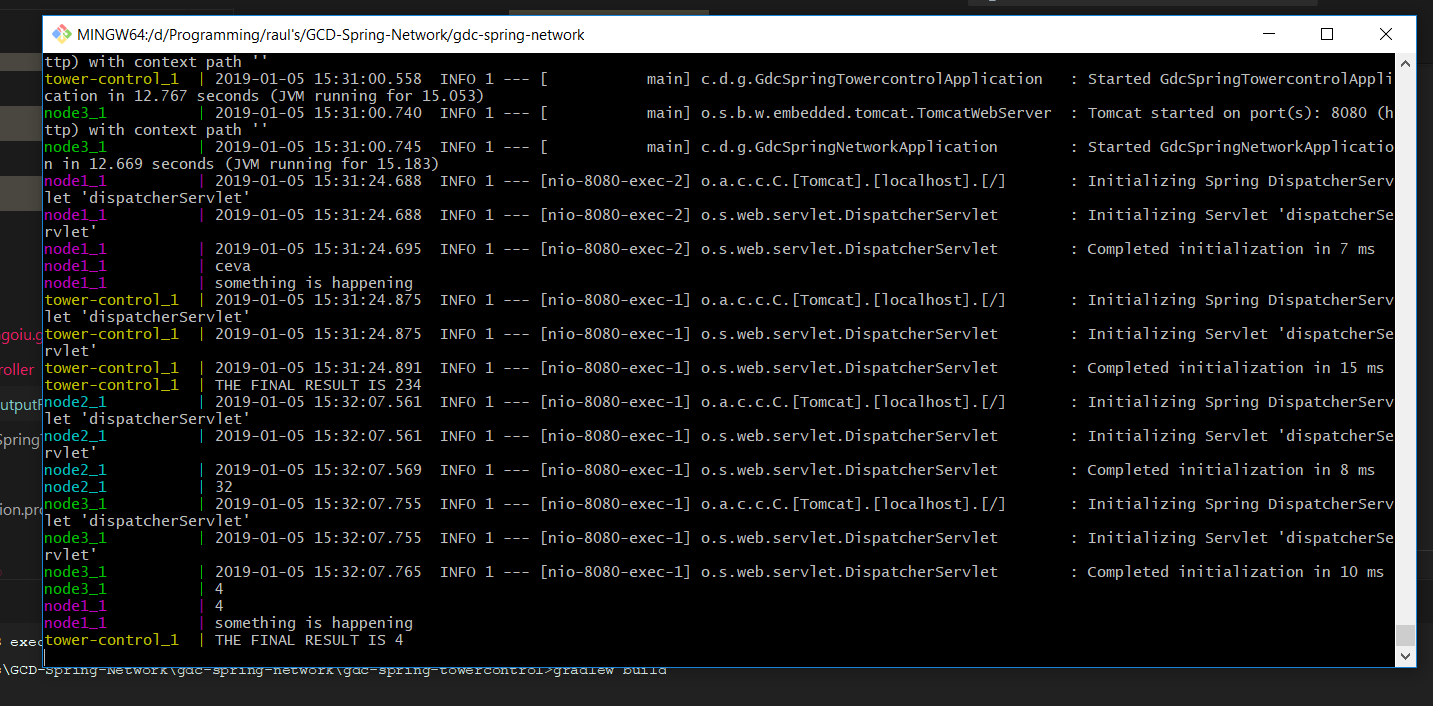 MINGW64:/d/Programming/raul's/GCD-Spring-Network/gdc-spring-network
ttp) with context path ''
tower-control_1  | 2019-01-05 15:31:00.558  INFO 1 --- [           main] c.d.g.GdcSpringTowercontrolApplication   : Started GdcSpringTowercontrolAppli
cation in 12.767 seconds (JVM running for 15.053)
node3_1          | 2019-01-05 15:31:00.740  INFO 1 --- [           main] o.s.b.w.embedded.tomcat.TomcatWebServer  : Tomcat started on port(s): 8080 (h
ttp) with context path ''
node3_1          | 2019-01-05 15:31:00.745  INFO 1 --- [           main] c.d.g.GdcSpringNetworkApplication        : Started GdcSpringNetworkApplicatio
n in 12.669 seconds (JVM running for 15.183)
node1_1          | 2019-01-05 15:31:24.688  INFO 1 --- [nio-8080-exec-2] o.a.c.c.C.[Tomcat].[localhost].[/]       : Initializing Spring DispatcherServ
let 'dispatcherServlet'
node1_1          | 2019-01-05 15:31:24.688  INFO 1 --- [nio-8080-exec-2] o.s.web.servlet.DispatcherServlet        : Initializing Servlet 'dispatcherSe
rvlet'
node1_1          | 2019-01-05 15:31:24.695  INFO 1 --- [nio-8080-exec-2] o.s.web.servlet.DispatcherServlet        : Completed initialization in 7 ms
node1_1          | ceva
node1_1          | something is happening
tower-control_1  | 2019-01-05 15:31:24.875  INFO 1 --- [nio-8080-exec-1] o.a.c.c.C.[Tomcat].[localhost].[/]       : Initializing Spring DispatcherServ
let 'dispatcherServlet'
tower-control_1  | 2019-01-05 15:31:24.875  INFO 1 --- [nio-8080-exec-1] o.s.web.servlet.DispatcherServlet        : Initializing Servlet 'dispatcherSe
rvlet'
tower-control_1  | 2019-01-05 15:31:24.891  INFO 1 --- [nio-8080-exec-1] o.s.web.servlet.DispatcherServlet        : Completed initialization in 15 ms
tower-control_1  | THE FINAL RESULT IS 234
node2_1          | 2019-01-05 15:32:07.561  INFO 1 --- [nio-8080-exec-1] o.a.c.c.C.[Tomcat].[localhost].[/]       : Initializing Spring DispatcherServ
let 'dispatcherServlet'
node2_1          | 2019-01-05 15:32:07.561  INFO 1 --- [nio-8080-exec-1] o.s.web.servlet.DispatcherServlet        : Initializing Servlet 'dispatcherSe
rvlet'
node2_1          | 2019-01-05 15:32:07.569  INFO 1 --- [nio-8080-exec-1] o.s.web.servlet.DispatcherServlet        : Completed initialization in 8 ms
node2_1          | 32
node3_1          | 2019-01-05 15:32:07.755  INFO 1 --- [nio-8080-exec-1] o.a.c.c.C.[Tomcat].[localhost].[/]       : Initializing Spring DispatcherServ
let 'dispatcherServlet'
node3_1          | 2019-01-05 15:32:07.755  INFO 1 --- [nio-8080-exec-1] o.s.web.servlet.DispatcherServlet        : Initializing Servlet 'dispatcherSe
rvlet'
node3_1          | 2019-01-05 15:32:07.765  INFO 1 --- [nio-8080-exec-1] o.s.web.servlet.DispatcherServlet        : Completed initialization in 10 ms
node3_1          | 4
node1_1          | 4
node1_1          | something is happening
tower-control_1  | THE FINAL RESULT IS 4
goiu.g
roller
utputF
Spring
ion.pro
exec
\GCD-Spring-Network\gdc-spring-network\gdc-spring-towercontrol>gradlew build